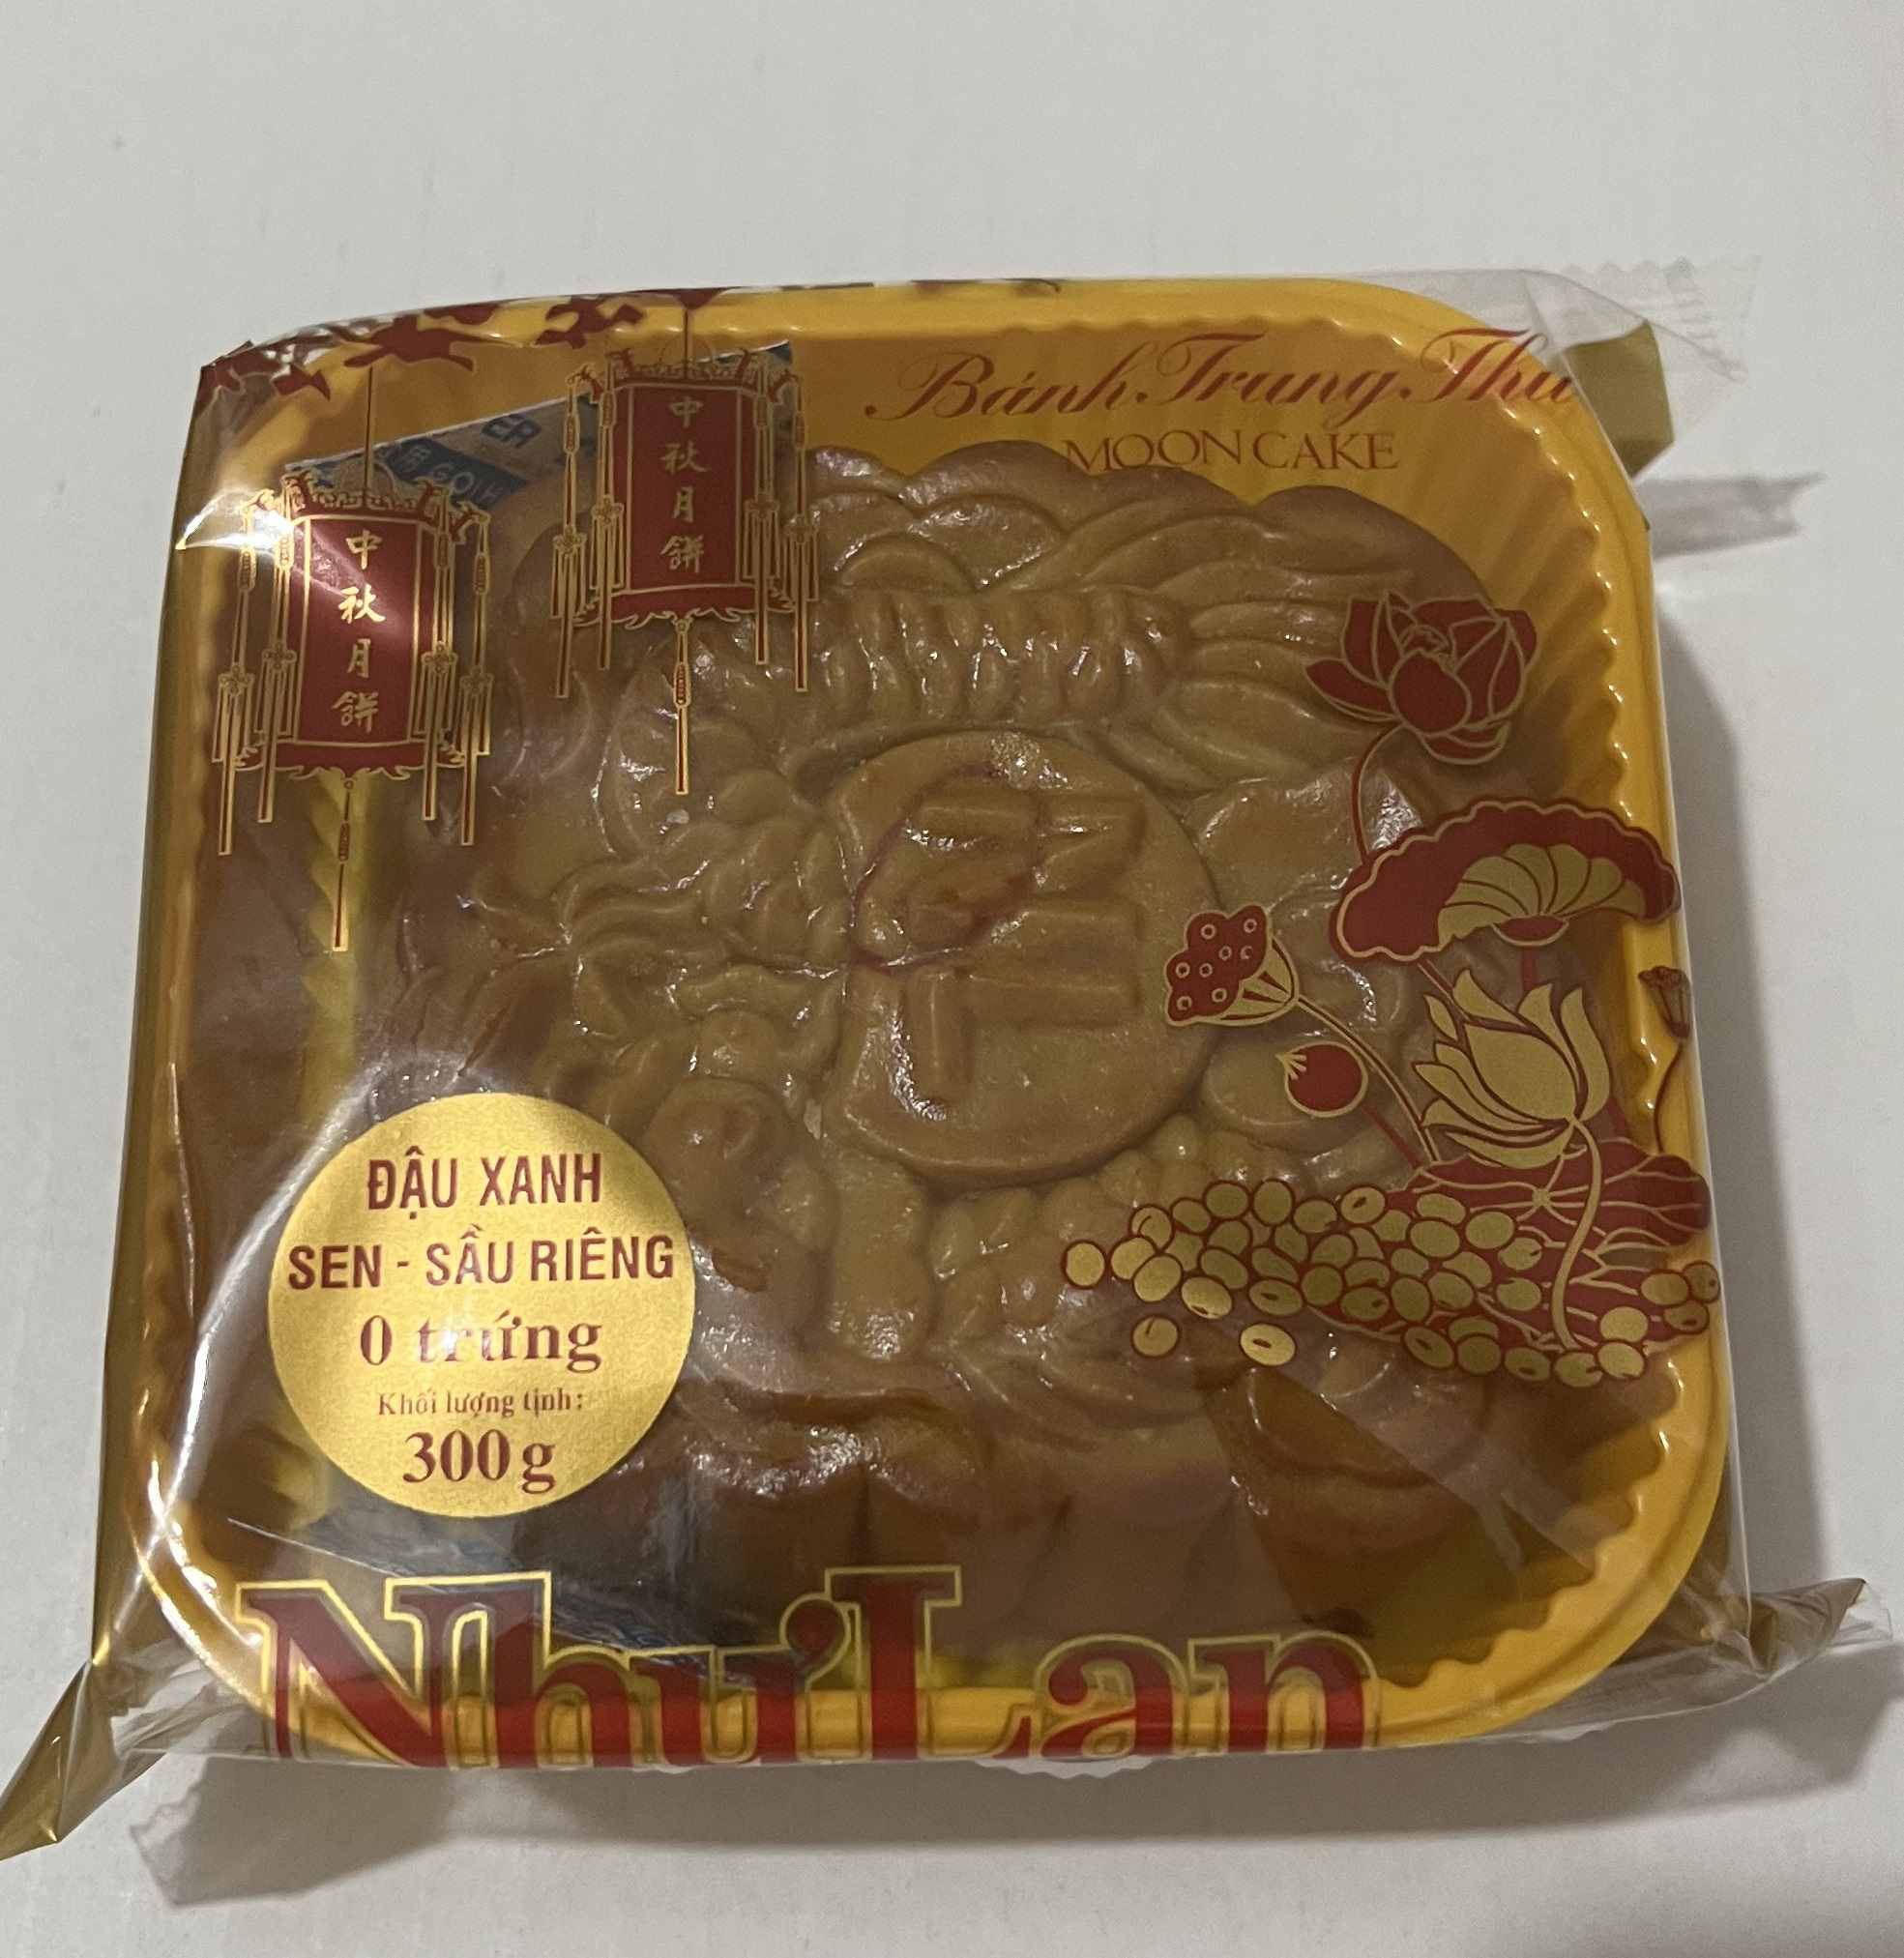 Bánh Trung Thu
MOON CAKE
中
秋
月
餅
中
秋
月
餅
ĐẬU XANH
SEN - SẦU RIÊNG
0 trứng
Khối lượng tịnh:
300g
Như Lan